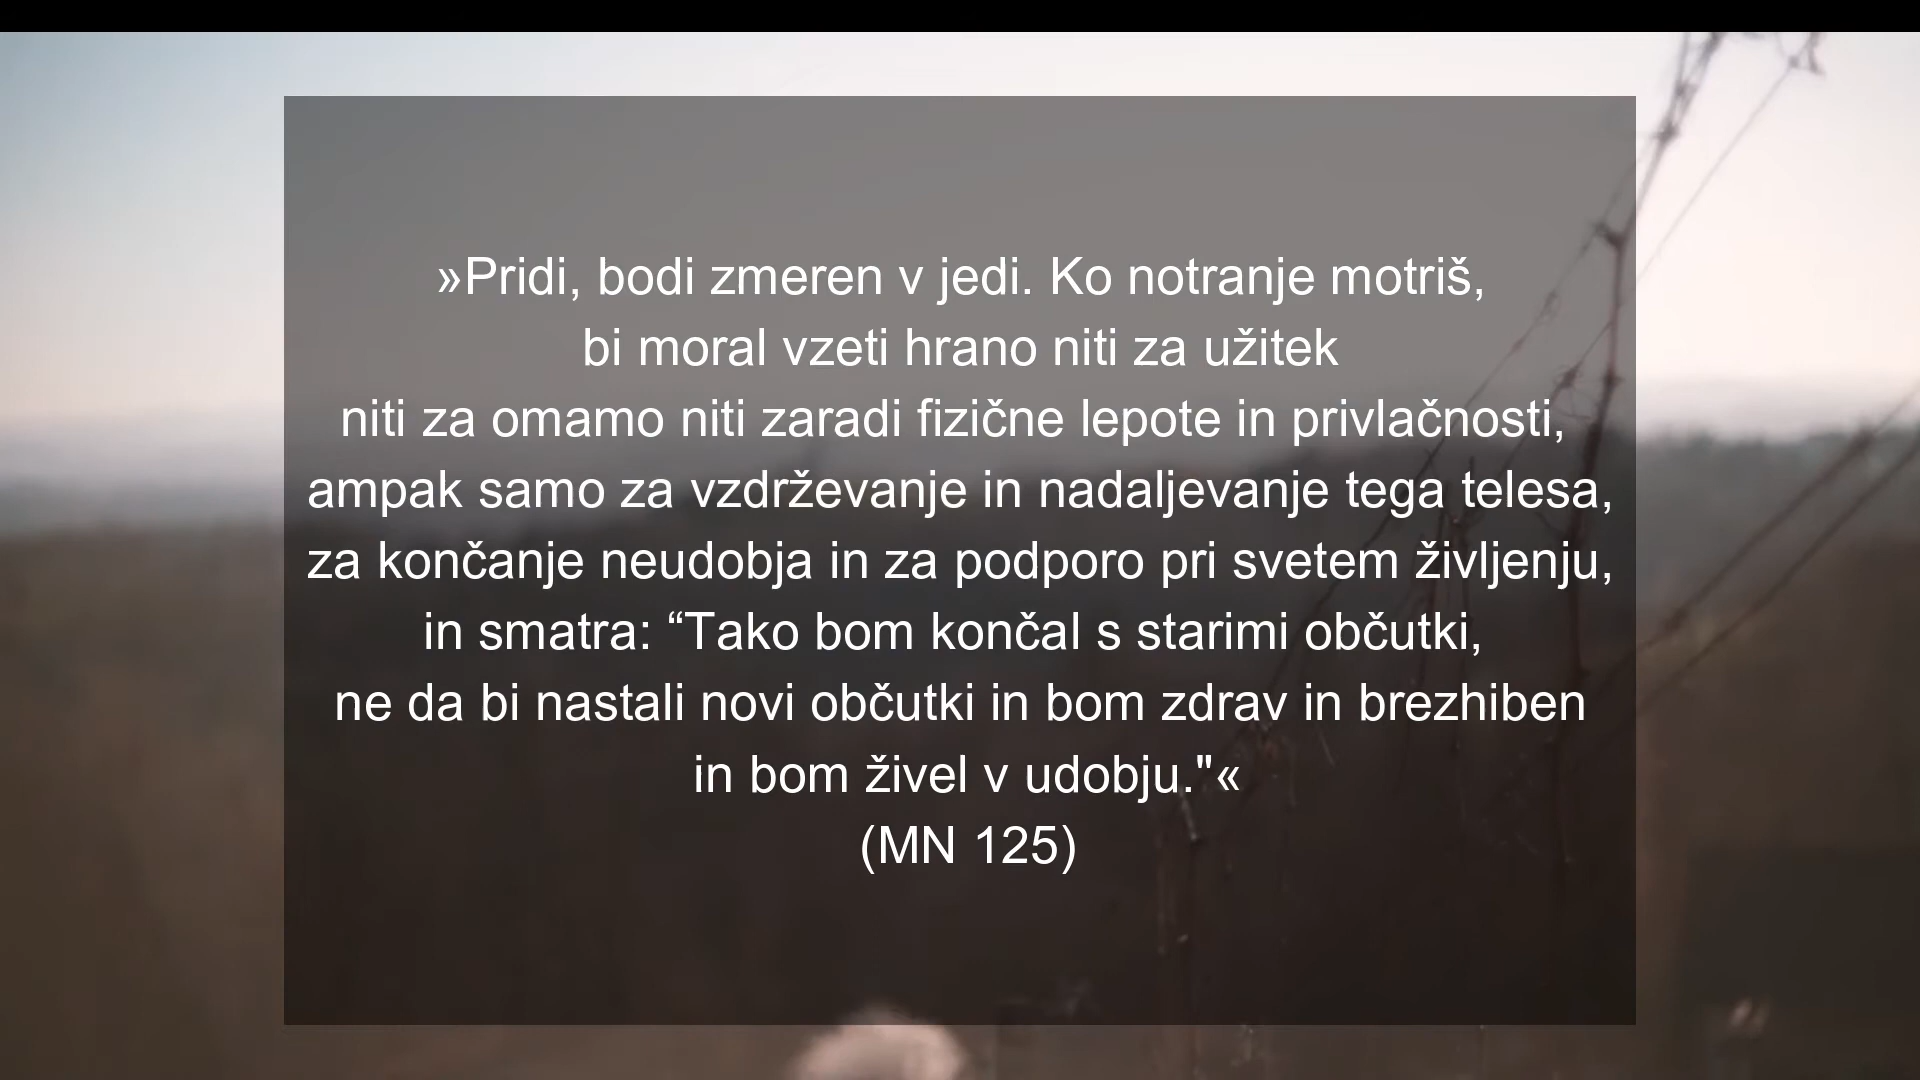 »Pridi, bodi zmeren v jedi. Ko notranje motriš,
bi moral vzeti hrano niti za užitek
niti za omamo niti zaradi fizične lepote in privlačnosti,
ampak samo za vzdrževanje in nadaljevanje tega telesa,
za končanje neudobja in za podporo pri svetem življenju,
in smatra: “Tako bom končal s starimi občutki,
ne da bi nastali novi občutki in bom zdrav in brezhiben
in bom živel v udobju."«
(MN 125)